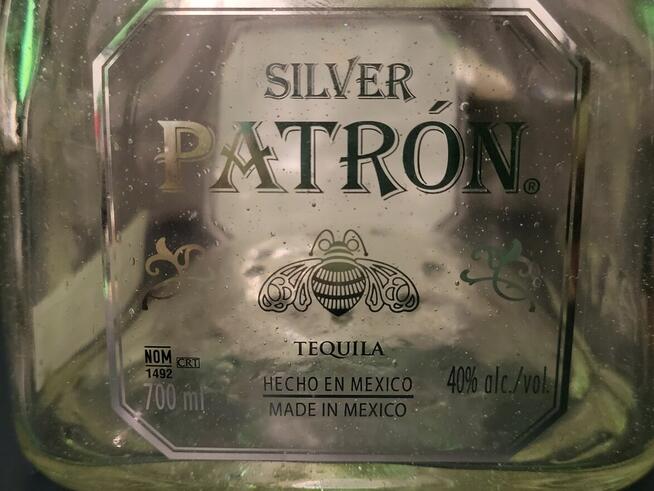 SILVER
PATRÓN®
TEQUILA
NOM CRT
1492
HECHO EN MEXICO
40% alc./vol.
700 ml
MADE IN MEXICO